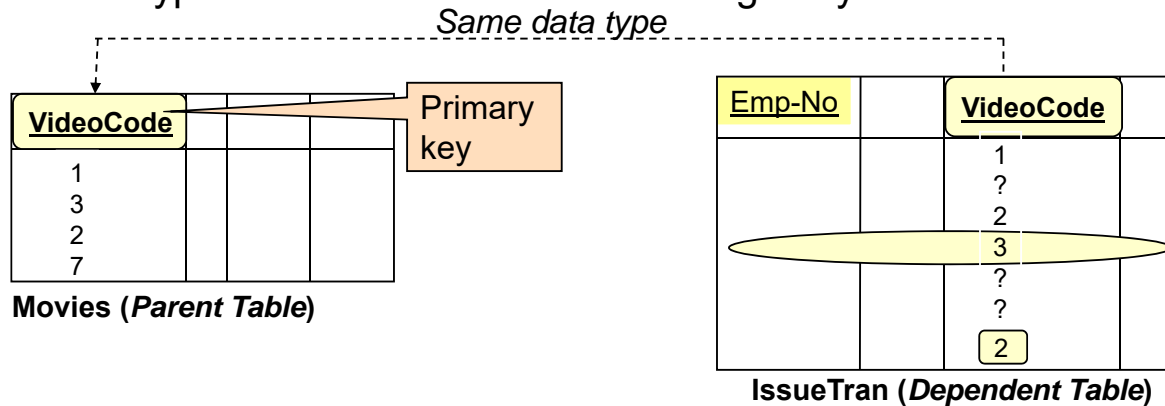 Same data type
VideoCode
Primary
key
1
3
2
7
Movies (Parent Table)
Emp-No
VideoCode
1
?
2
3
?
?
2
IssueTran (Dependent Table)